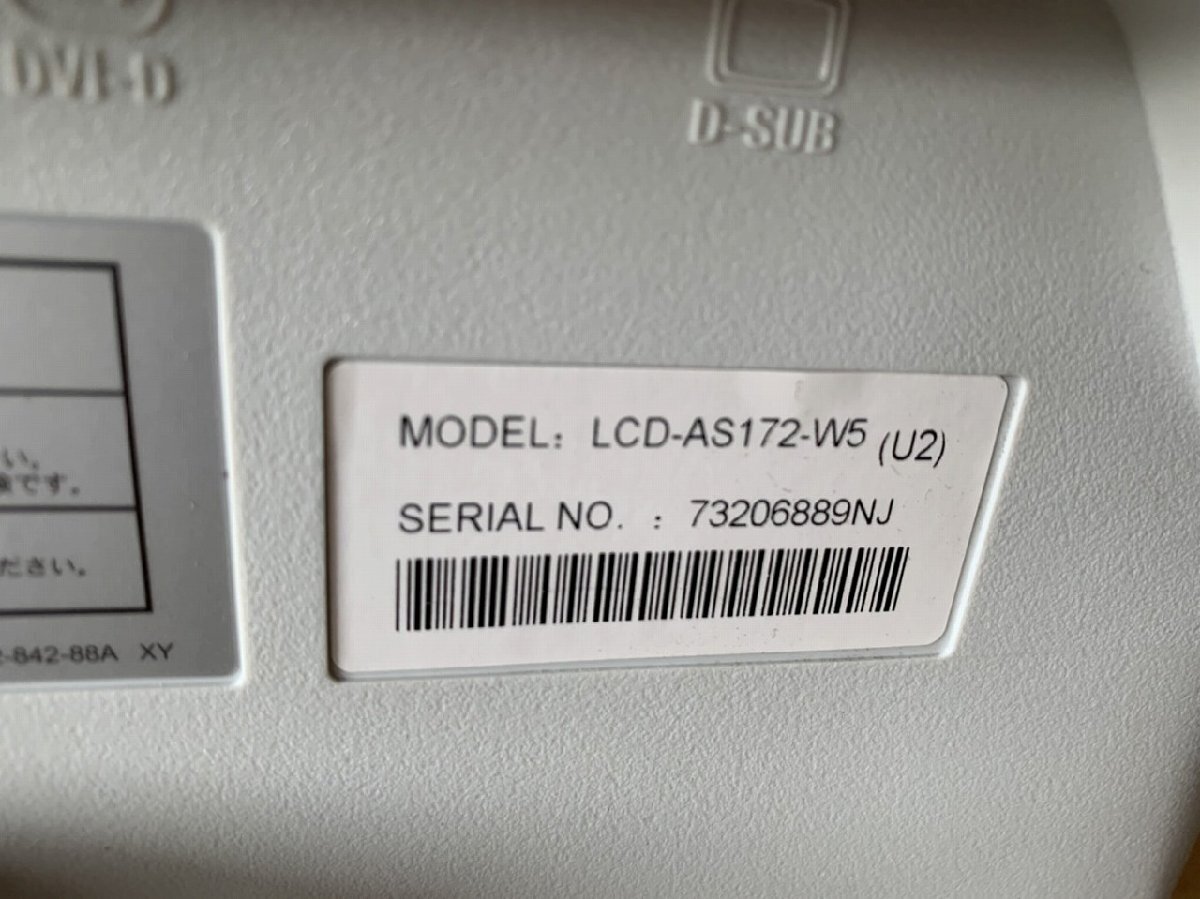 DVI-D
D-SUB
MODEL: LCD-AS172-W5 (U2)
SERIAL NO. : 73206889NJ
い。
です。
ださい。
-842-88A XY